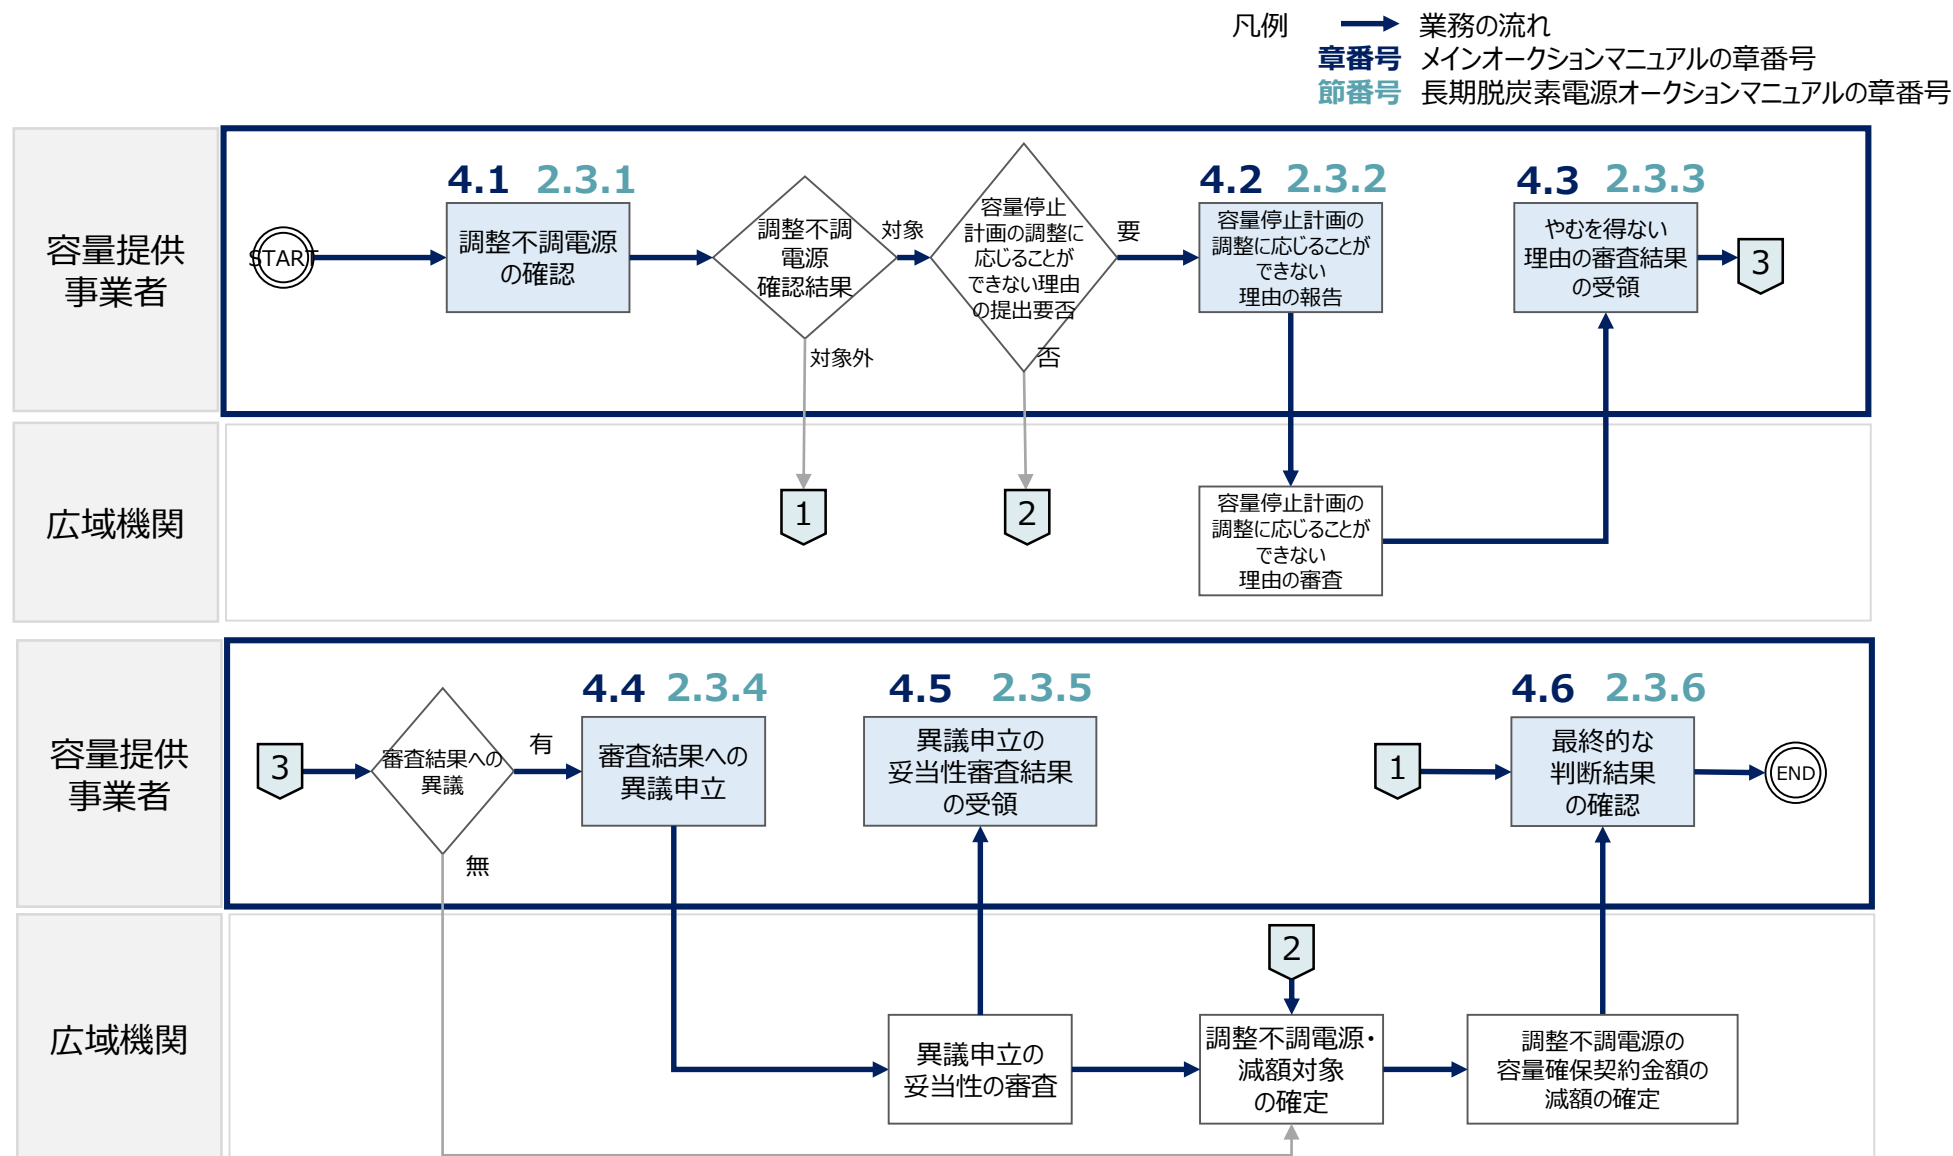 凡例
業務の流れ
章番号 メインオークションマニュアルの章番号
節番号 長期脱炭素電源オークションマニュアルの章番号
容量提供
事業者
START
4.1 2.3.1
調整不調電源
の確認
調整不調
電源
確認結果
対象
対象外
容量停止
計画の調整に
応じることが
できない理由
の提出要否
要
否
4.2 2.3.2
容量停止計画の
調整に応じることが
できない
理由の報告
4.3 2.3.3
やむを得ない
理由の審査結果
の受領
3
広域機関
1
2
容量停止計画の
調整に応じることが
できない
理由の審査
容量提供
事業者
3
審査結果への
異議
有
無
4.4 2.3.4
審査結果への
異議申立
4.5 2.3.5
異議申立の
妥当性審査結果
の受領
1
4.6 2.3.6
最終的な
判断結果
の確認
END
広域機関
異議申立の
妥当性の審査
2
調整不調電源・
減額対象
の確定
調整不調電源の
容量確保契約金額の
減額の確定